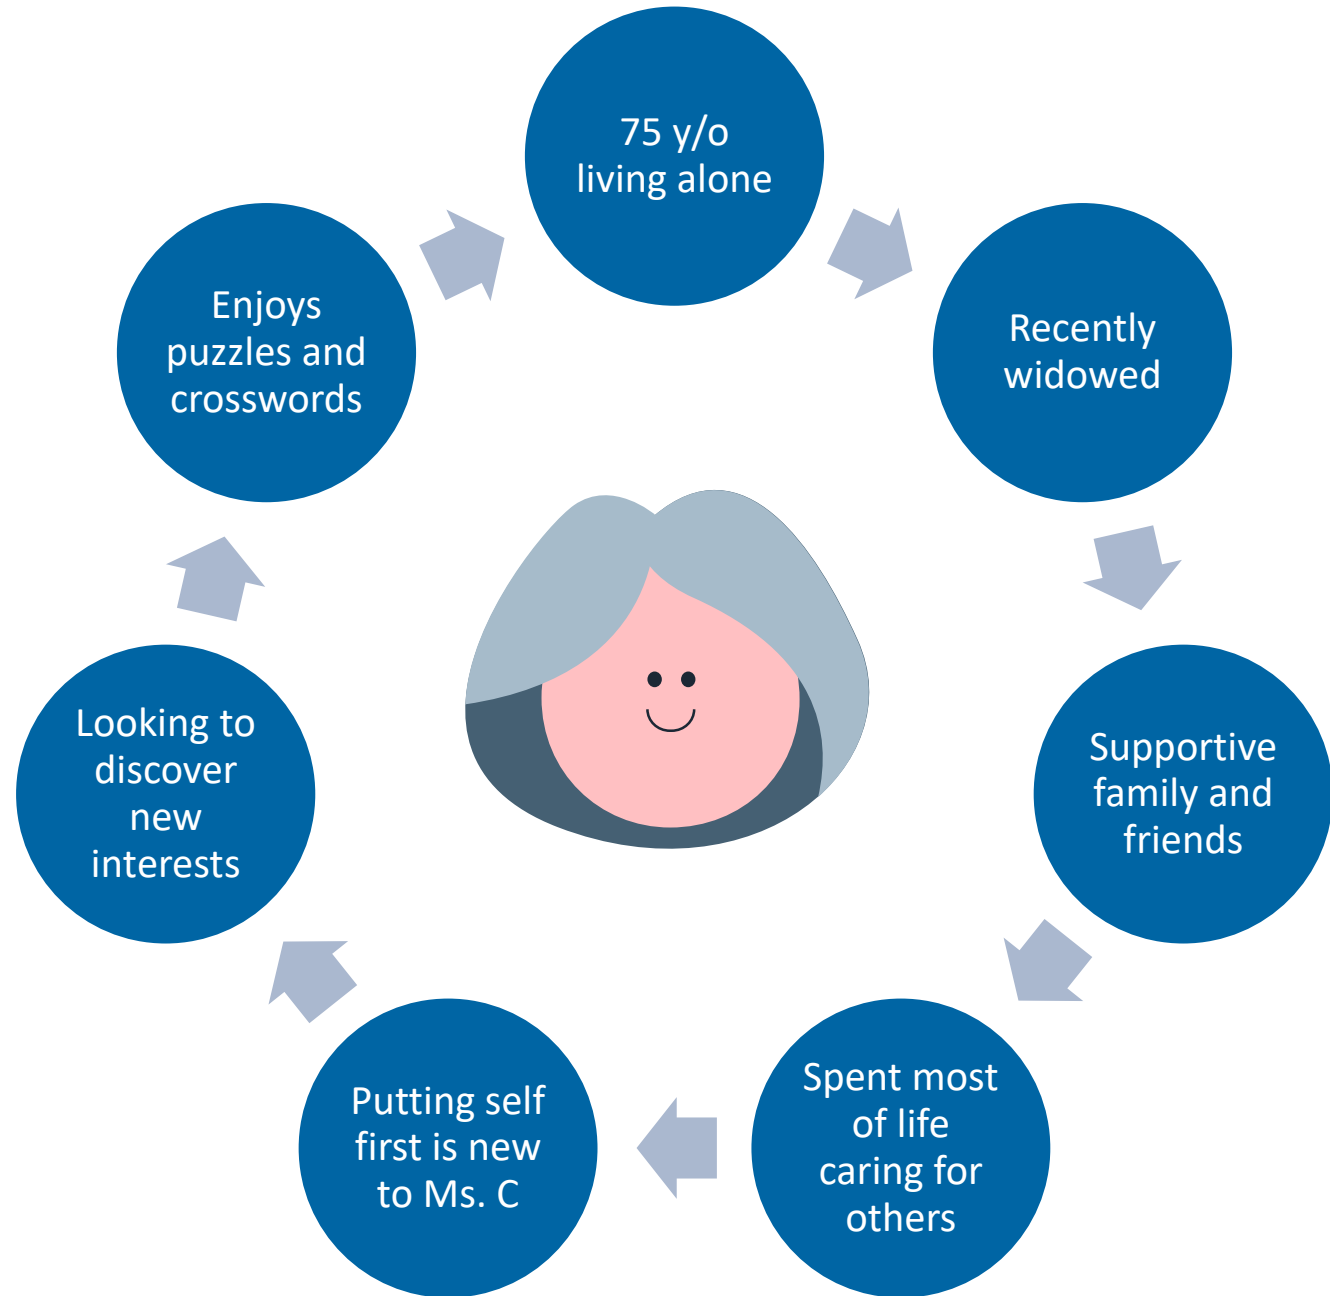 75 y/o
living alone
Recently
widowed
Supportive
family and
friends
Spent most
of life
caring for
others
Putting self
first is new
to Ms. C
Looking to
discover
new
interests
Enjoys
puzzles and
crosswords